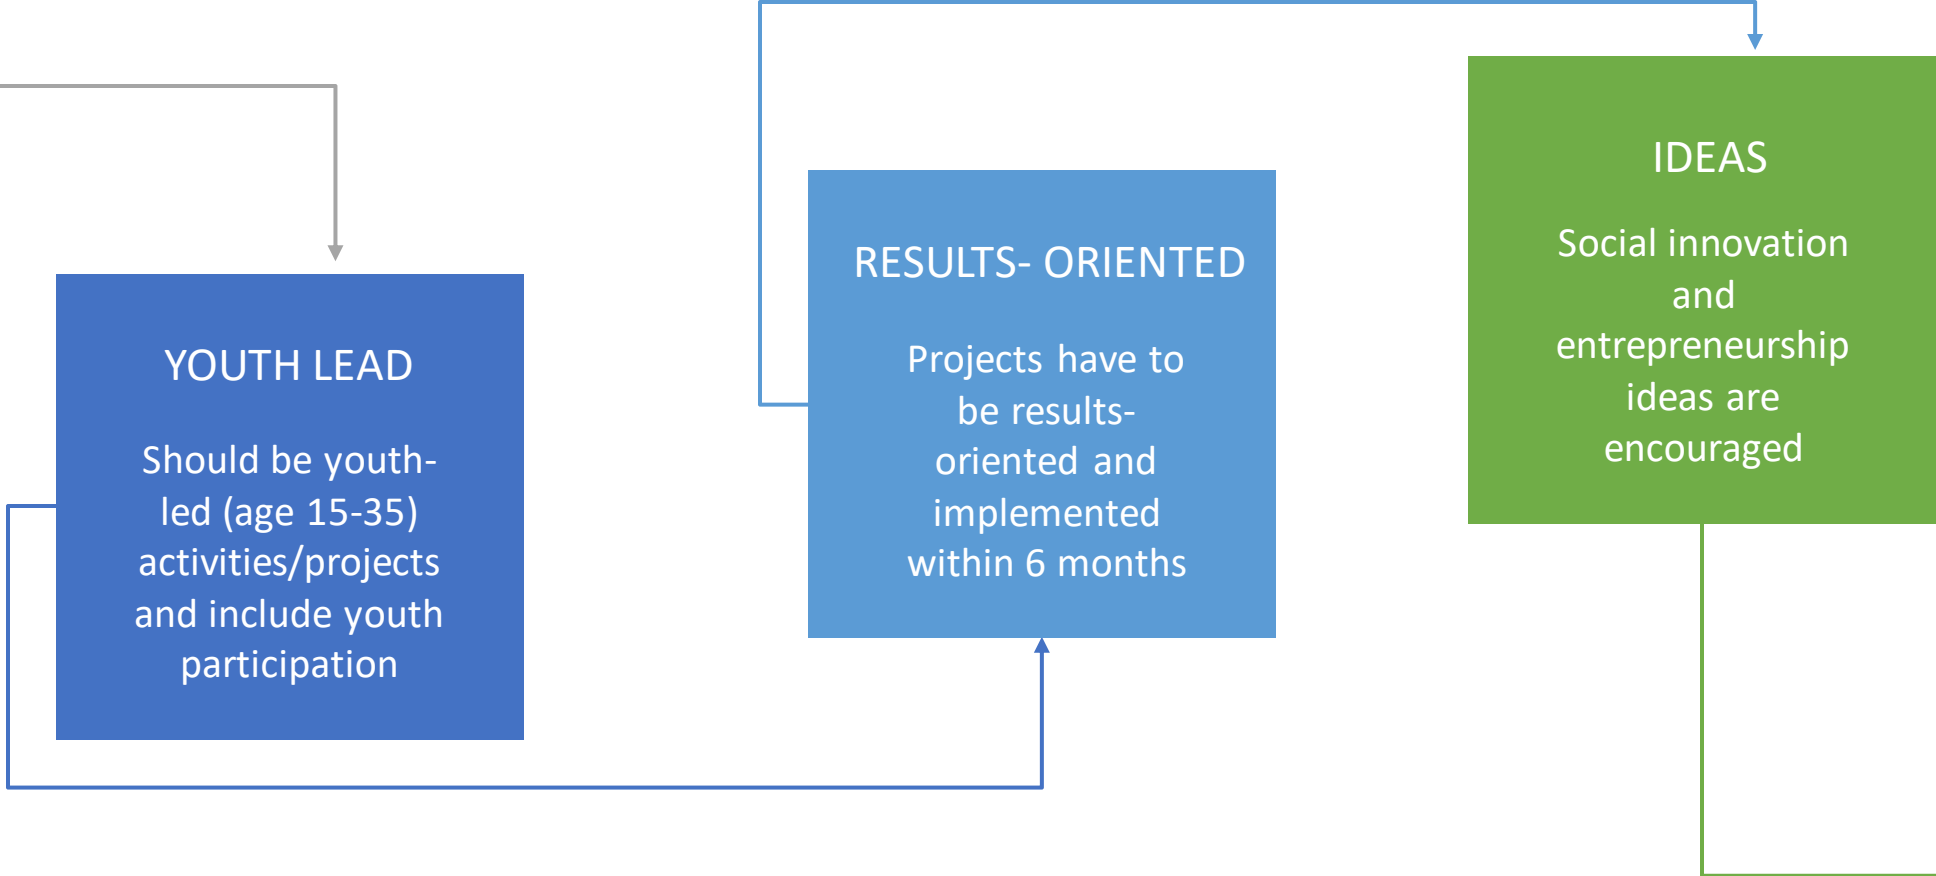 YOUTH LEAD
Should be youth-
led (age 15-35)
activities/projects
and include youth
participation
RESULTS- ORIENTED
Projects have to
be results-
oriented and
implemented
within 6 months
IDEAS
Social innovation
and
entrepreneurship
ideas are
encouraged